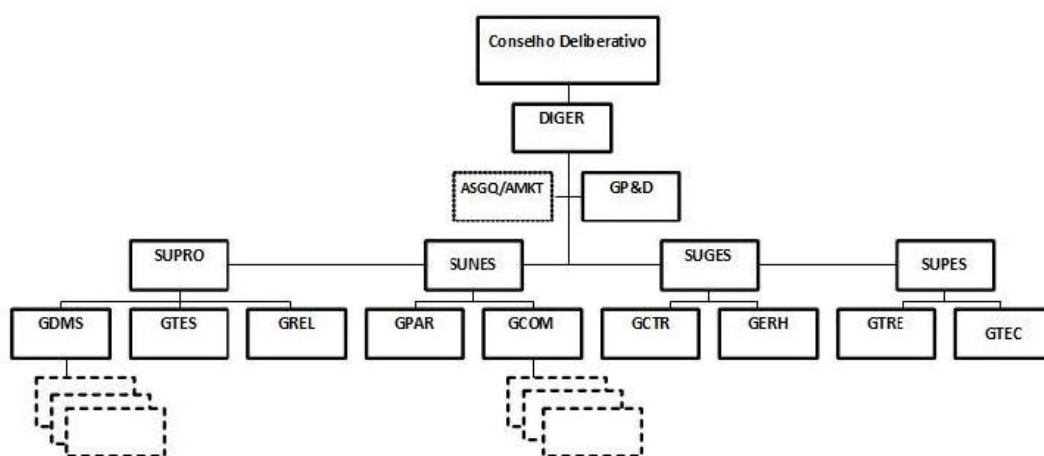 Conselho Deliberativo
DIGER
ASGQ/AMKT
GP&D
SUPRO
SUNES
SUGES
SUPES
GDMS
GTES
GREL
GPAR
GCOM
GCTR
GERH
GTRE
GTEC